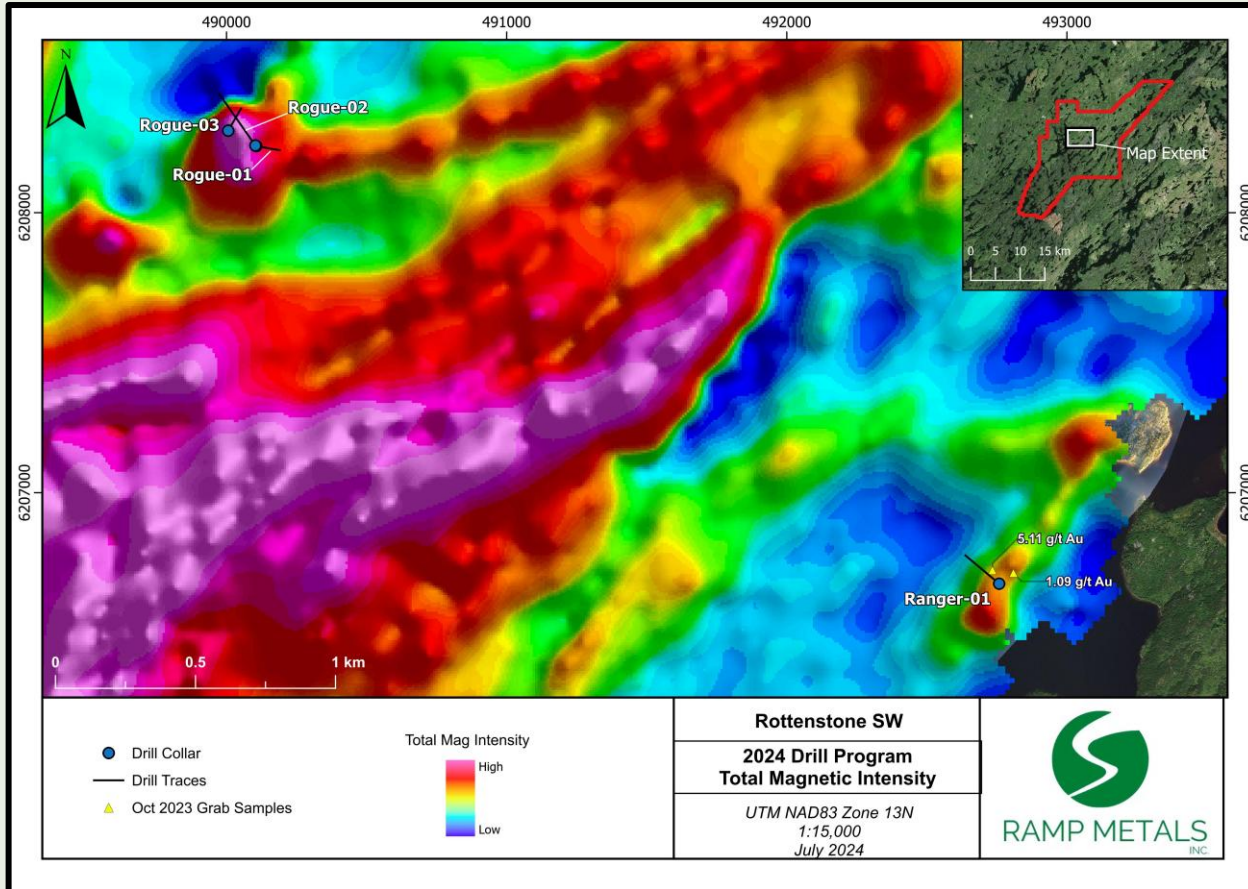 490000
491000
492000
493000
N
Rogue-02
Rogue-03
Rogue-01
Map Extent
0 5 10 15 km
6208000
6208000
6207000
6207000
5.11 g/t Au
1.09 g/t Au
Ranger-01
0 0.5 1 km
Drill Collar
Drill Traces
Oct 2023 Grab Samples
Total Mag Intensity
High
Low
Rottenstone SW
2024 Drill Program
Total Magnetic Intensity
UTM NAD83 Zone 13N
1:15,000
July 2024
RAMP METALS
INC.